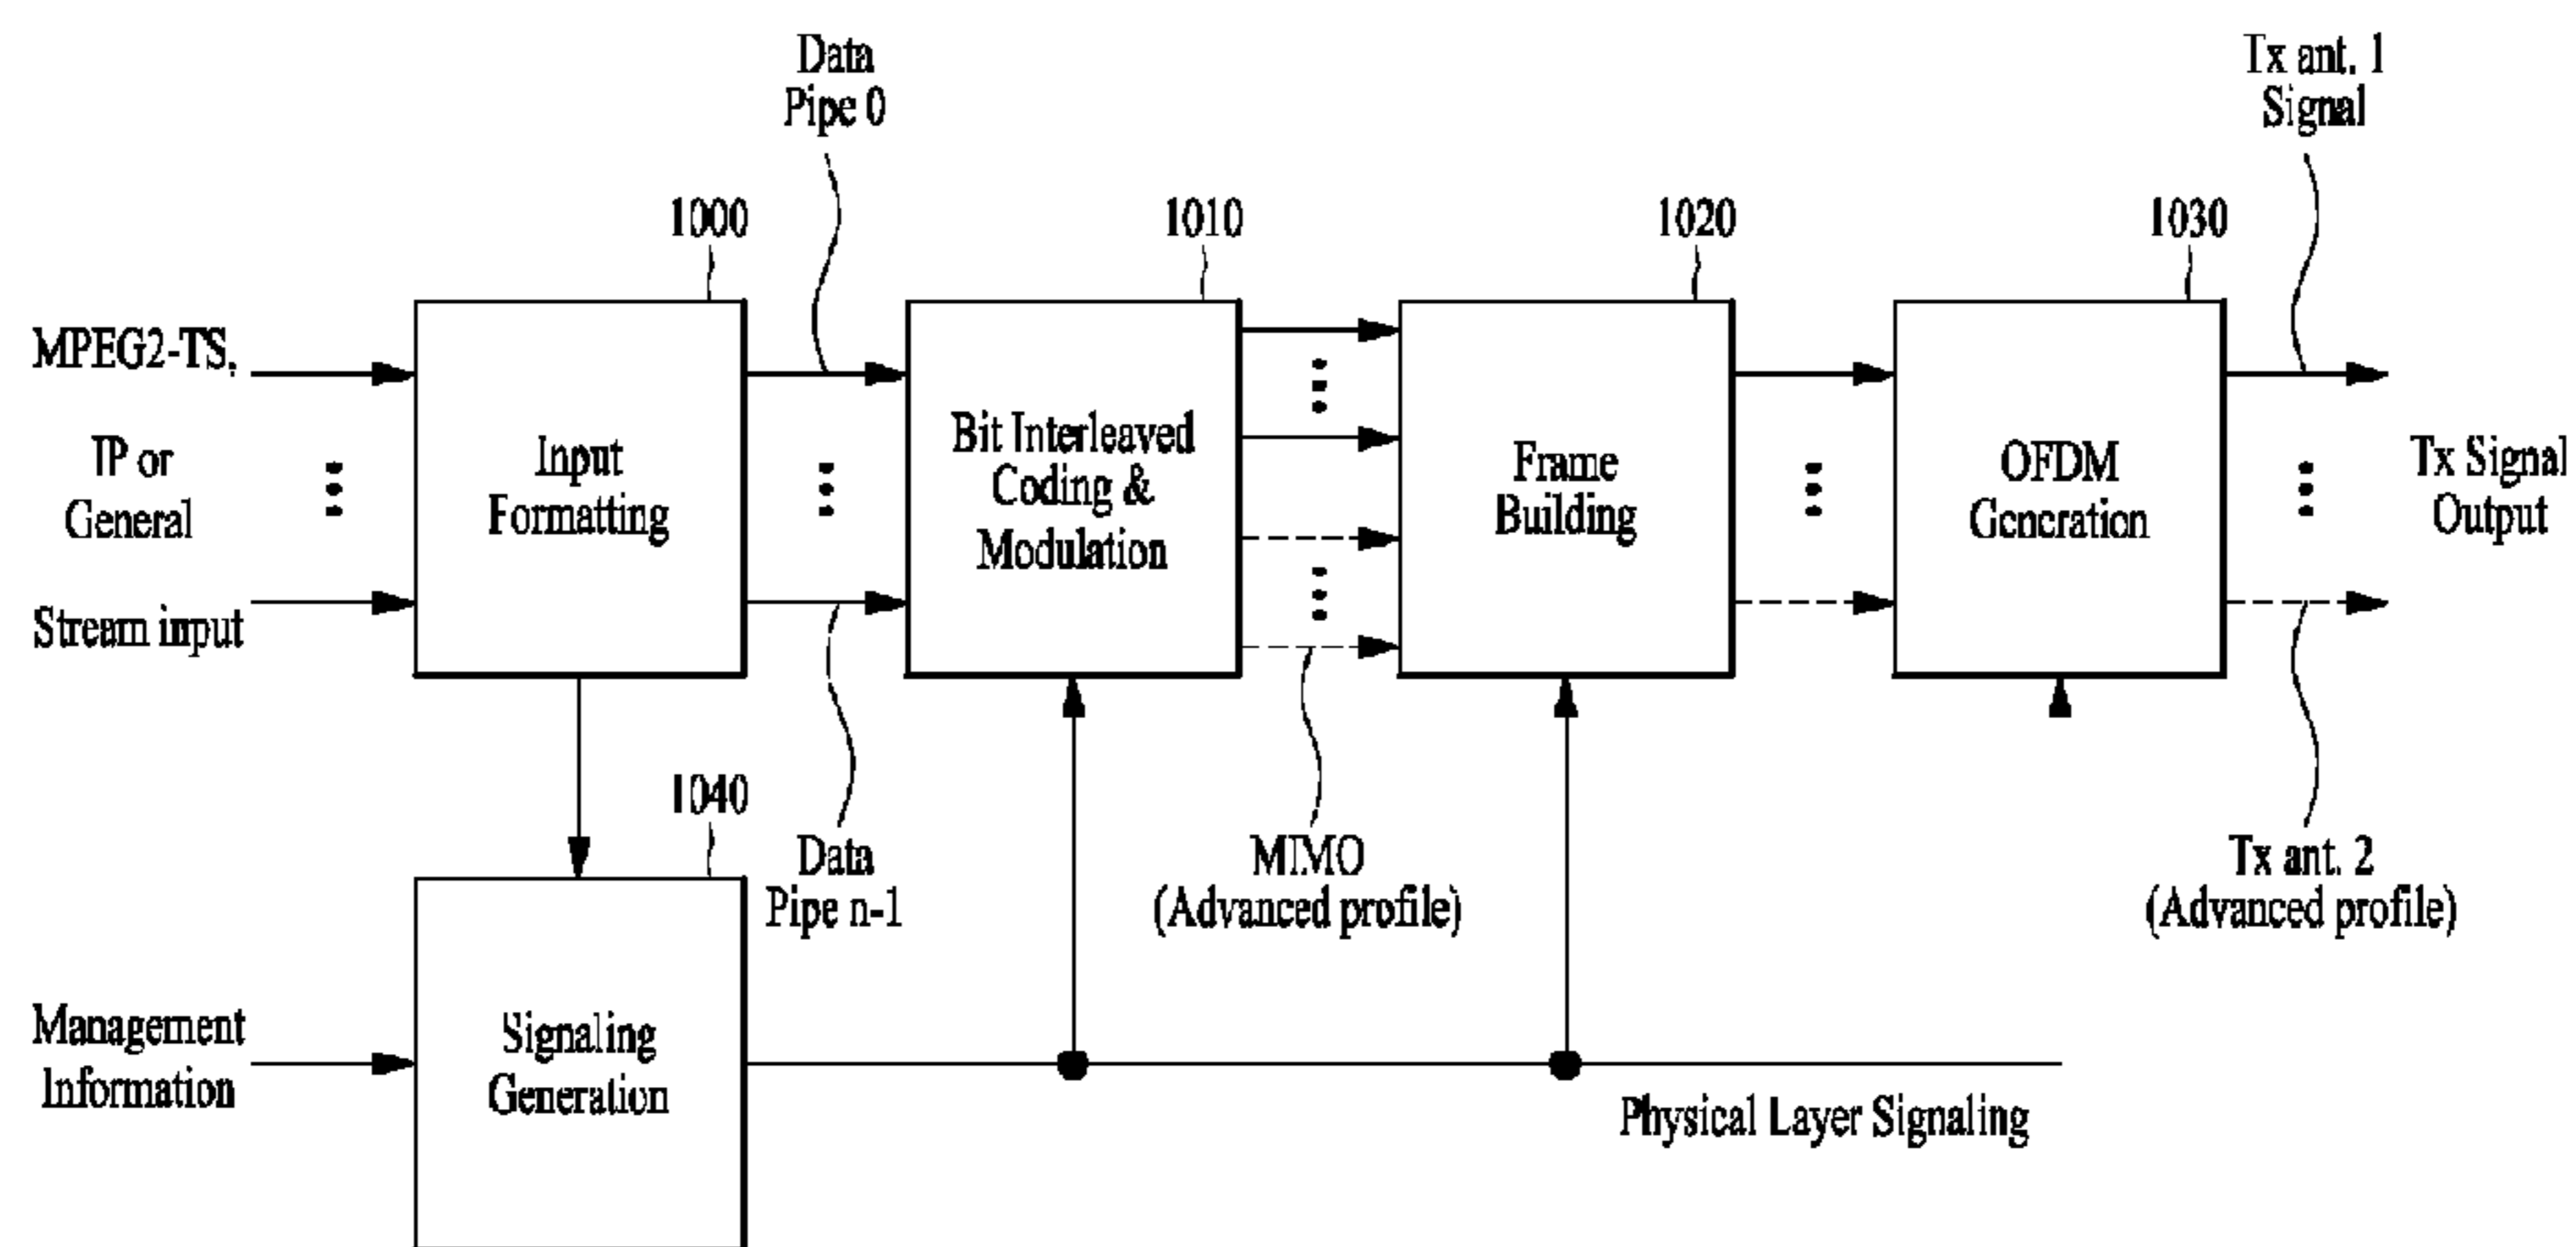 Data
Pipe 0
Tx ant. 1
Signal
1000
1010
1020
1030
MPEG2-TS,
IP or
General
Stream input
Input
Formatting
Bit Interleaved
Coding &
Modulation
Frame
Building
OFDM
Generation
Tx Signal
Output
1040
Data
Pipe n-1
MIMO
(Advanced profile)
Tx ant. 2
(Advanced profile)
Management
Information
Signaling
Generation
Physical Layer Signaling